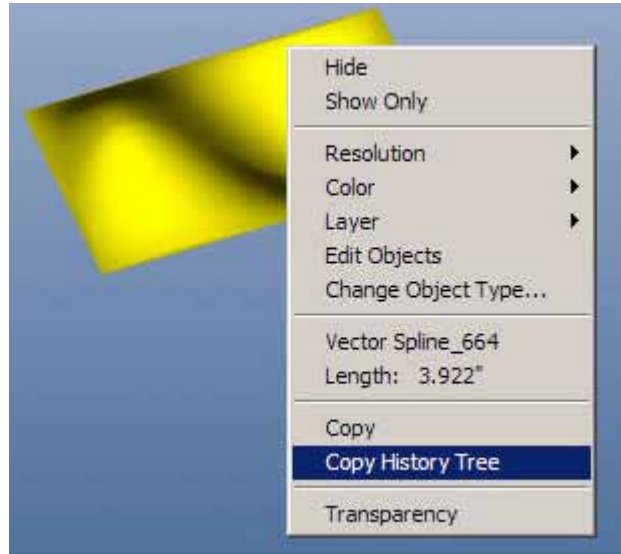 Hide
Show Only
Resolution
Color
Layer
Edit Objects
Change Object Type...
Vector Spline_664
Length: 3.922"
Copy
Copy History Tree
Transparency